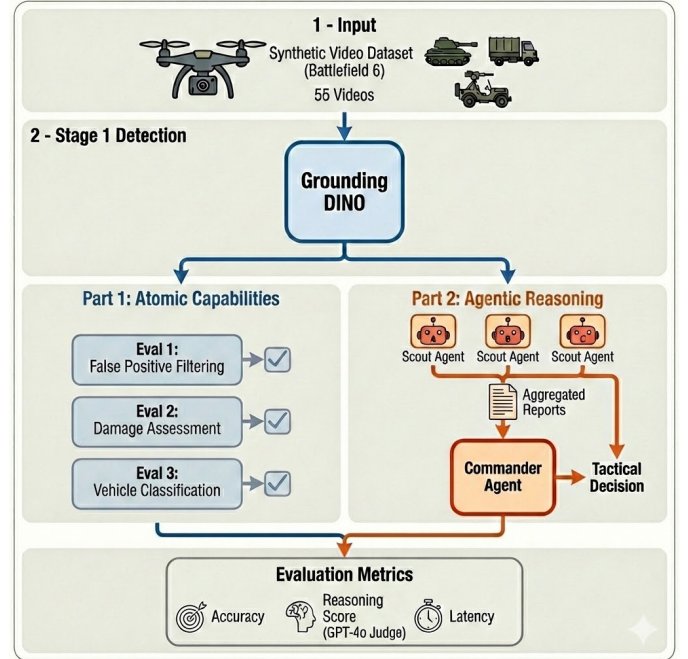 1 - Input
Synthetic Video Dataset
(Battlefield 6)
55 Videos
2 - Stage 1 Detection
Grounding
DINO
Part 1: Atomic Capabilities
Eval 1:
False Positive Filtering
Eval 2:
Damage Assessment
Eval 3:
Vehicle Classification
Part 2: Agentic Reasoning
A
B
C
Scout Agent
Scout Agent
Scout Agent
Aggregated
Reports
Commander
Agent
Tactical
Decision
Evaluation Metrics
Accuracy
Reasoning
Score
(GPT-4o Judge)
Latency